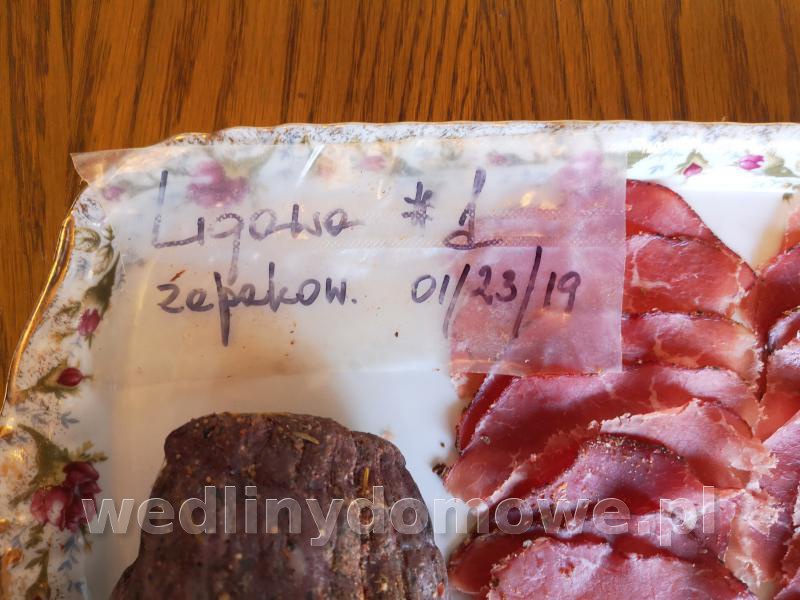 Ligawa #1
zapakow. 01/23/19
wedlinydomowe.pl